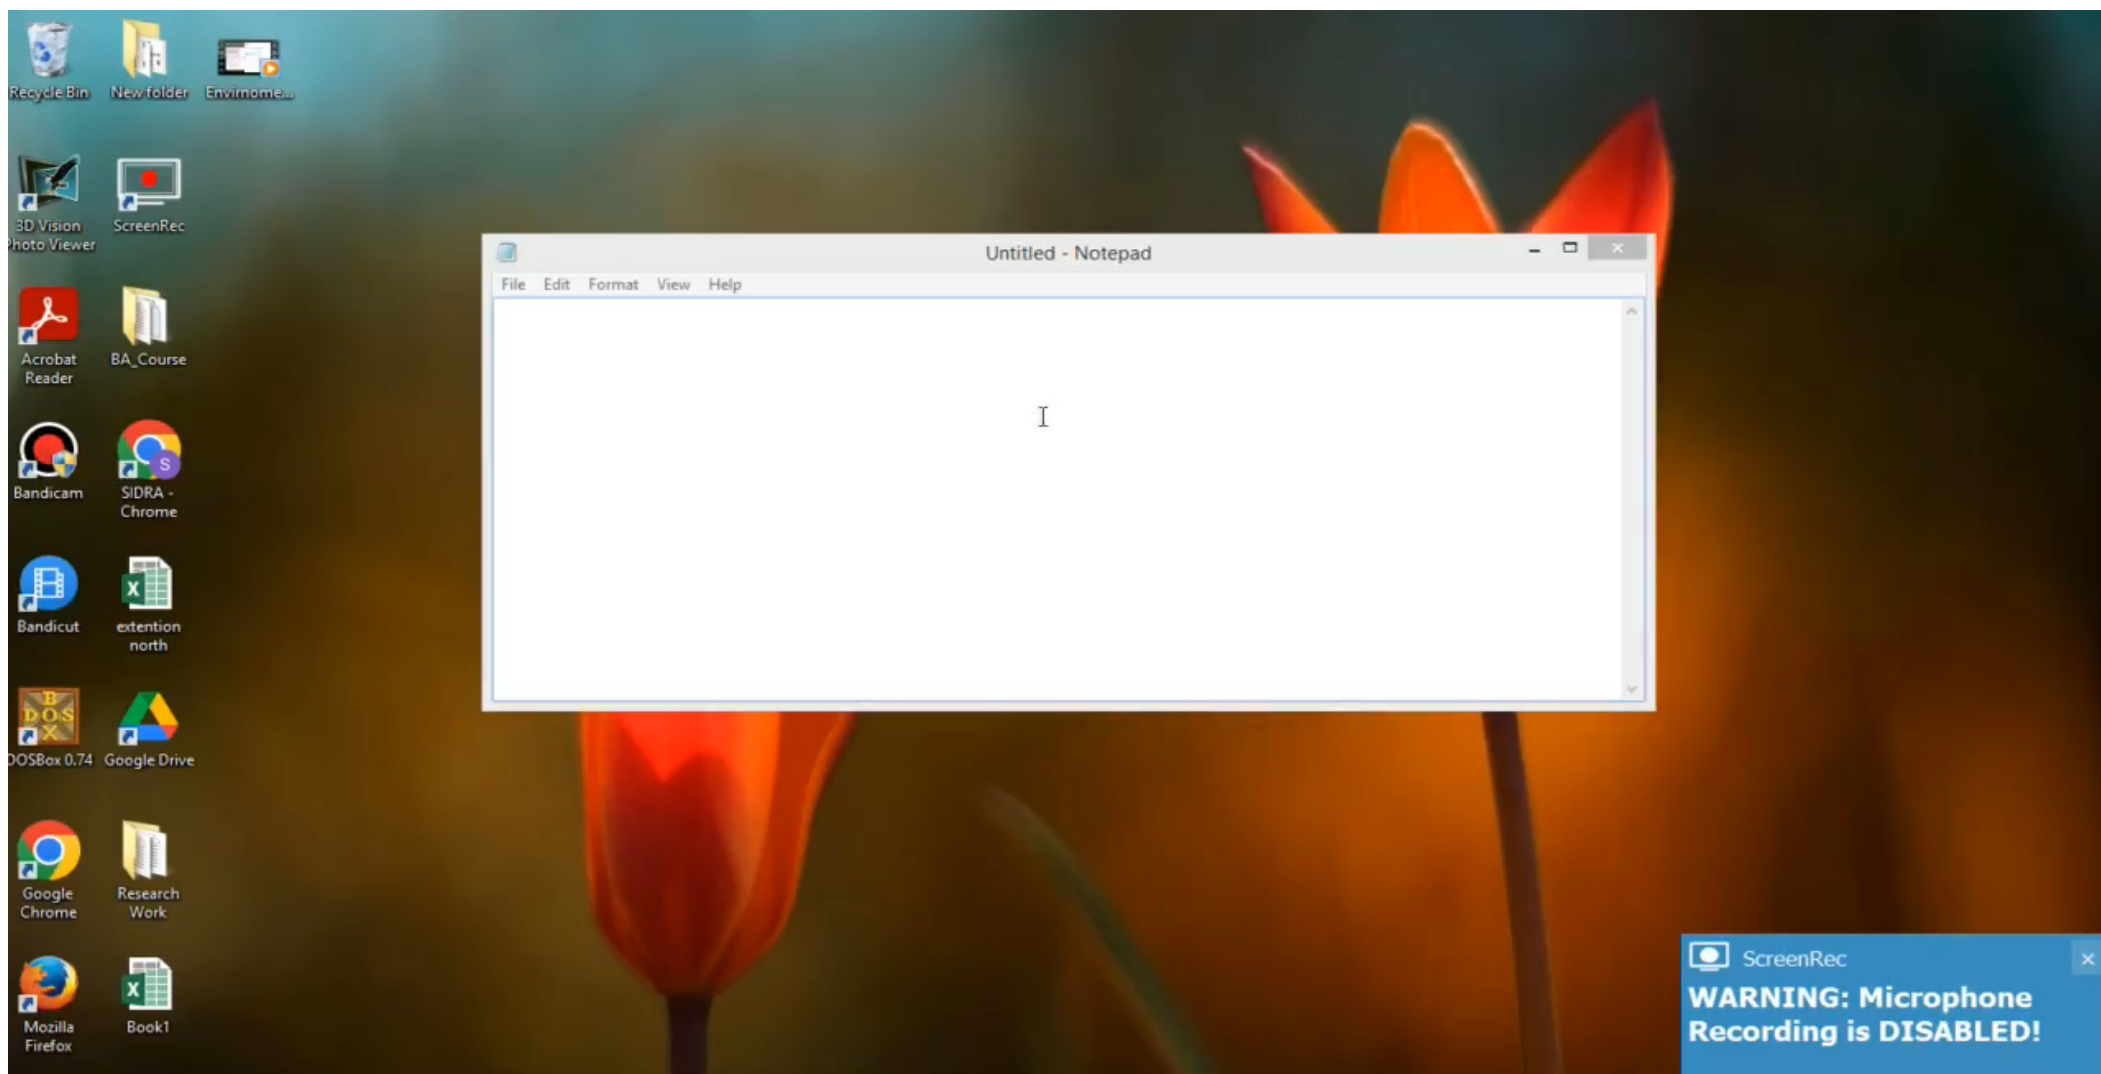 Recycle Bin
New folder
Envirnome...
3D Vision
Photo Viewer
ScreenRec
Acrobat
Reader
BA_Course
Bandicam
S
SIDRA -
Chrome
Bandicut
extention
north
DOSBox 0.74
Google Drive
Google
Chrome
Research
Work
Mozilla
Firefox
Book1
Untitled - Notepad
File Edit Format View Help
ScreenRec
WARNING: Microphone
Recording is DISABLED!